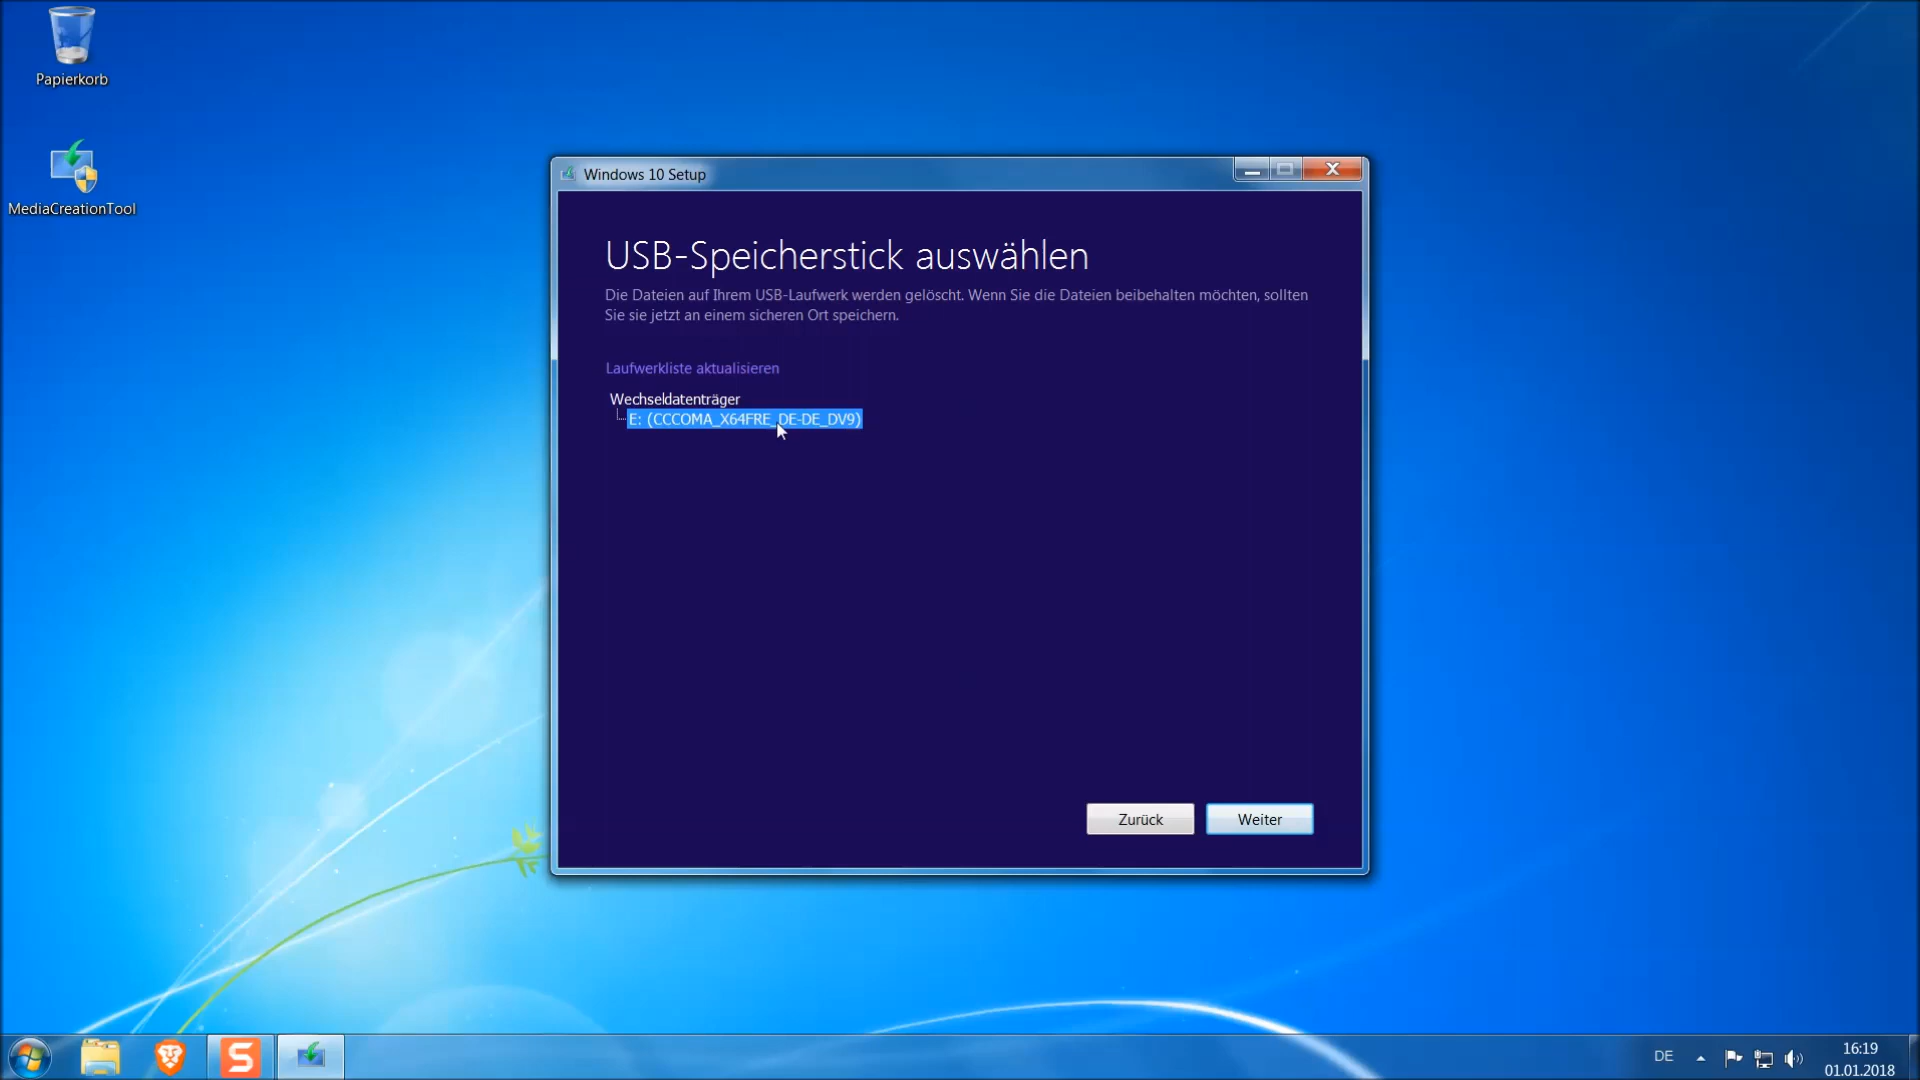 Papierkorb
MediaCreationTool
Windows 10 Setup
USB-Speicherstick auswählen
Die Dateien auf Ihrem USB-Laufwerk werden gelöscht. Wenn Sie die Dateien beibehalten möchten, sollten
Sie sie jetzt an einem sicheren Ort speichern.
Laufwerkliste aktualisieren
Wechseldatenträger
E: (CCCOMA_X64FRE_DE-DE_DV9)
Zurück
Weiter
DE
16:19
01.01.2018